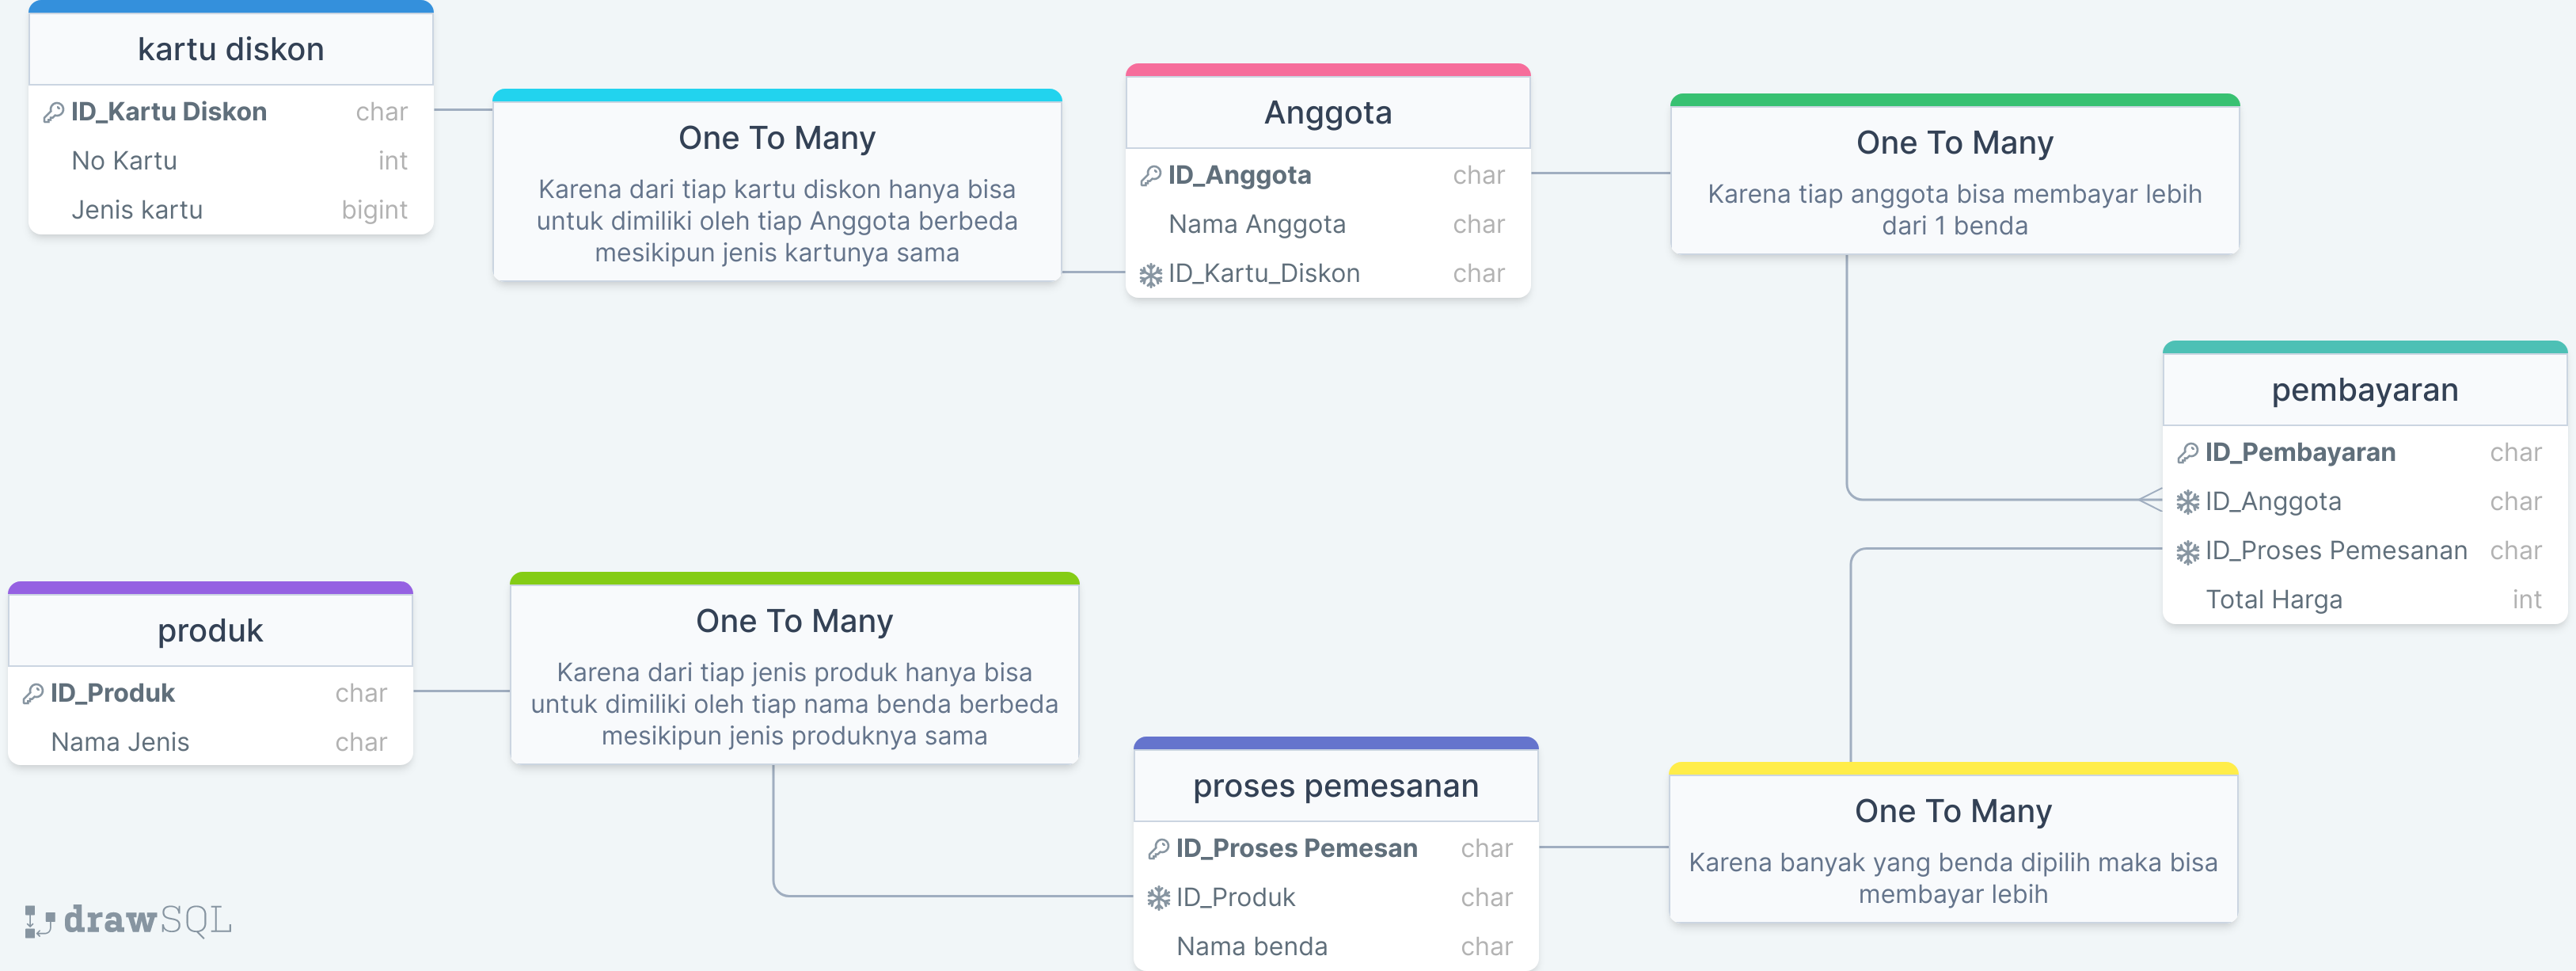 kartu diskon
ID_Kartu Diskon char
No Kartu int
Jenis kartu bigint
One To Many
Karena dari tiap kartu diskon hanya bisa
untuk dimiliki oleh tiap Anggota berbeda
mesikipun jenis kartunya sama
Anggota
ID_Anggota char
Nama Anggota char
ID_Kartu_Diskon char
One To Many
Karena tiap anggota bisa membayar lebih
dari 1 benda
pembayaran
ID_Pembayaran char
ID_Anggota char
ID_Proses Pemesanan char
Total Harga int
produk
ID_Produk char
Nama Jenis char
One To Many
Karena dari tiap jenis produk hanya bisa
untuk dimiliki oleh tiap nama benda berbeda
mesikipun jenis produknya sama
proses pemesanan
ID_Proses Pemesan char
ID_Produk char
Nama benda char
One To Many
Karena banyak yang benda dipilih maka bisa
membayar lebih
drawSQL